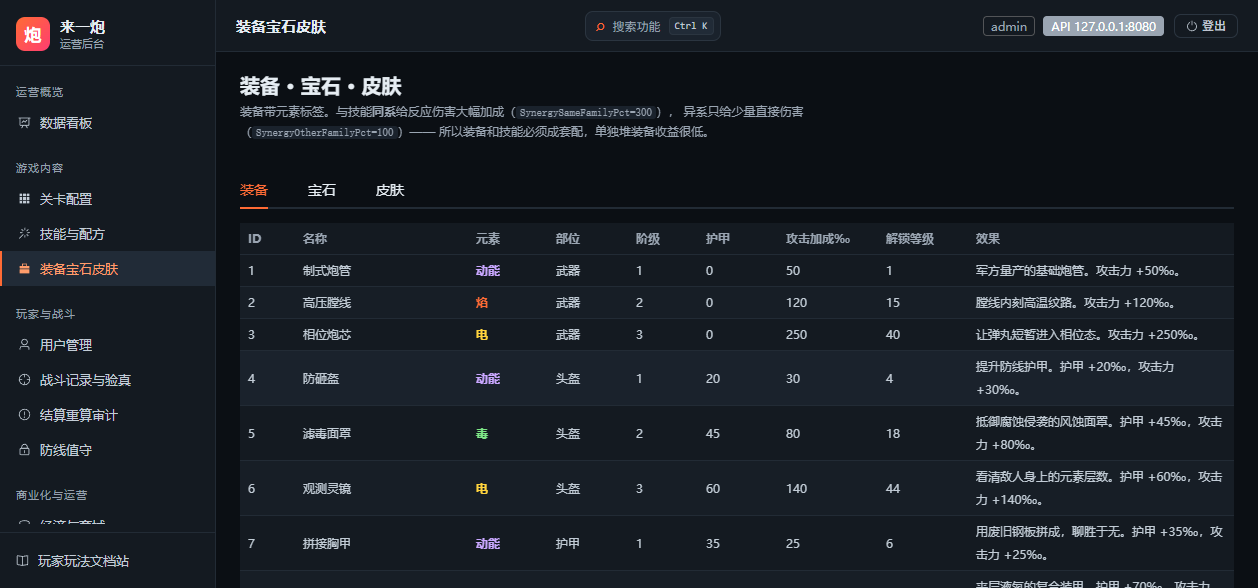 炮
来一炮
运营后台
装备宝石皮肤
搜索功能 Ctrl K
admin
API 127.0.0.1:8080
登出
运营概览
数据看板
游戏内容
关卡配置
技能与配方
装备宝石皮肤
玩家与战斗
用户管理
战斗记录与验真
结算重算审计
防线值守
商业化与运营
玩家玩法文档站
装备・宝石・皮肤
装备带元素标签。与技能同系给反应伤害大幅加成（SynergySameFamilyPct=300），异系只给少量直接伤害
（SynergyOtherFamilyPct=100）—— 所以装备和技能必须成套配，单独堆装备收益很低。
装备 宝石 皮肤
ID 名称 元素 部位 阶级 护甲 攻击加成‰ 解锁等级 效果
1 制式炮管 动能 武器 1 0 50 1 军方量产的基础炮管。攻击力 +50‰。
2 高压膛线 焰 武器 2 0 120 15 膛线内刻高温纹路。攻击力 +120‰。
3 相位炮芯 电 武器 3 0 250 40 让弹丸短暂进入相位态。攻击力 +250‰。
4 防砸盔 动能 头盔 1 20 30 4 提升防线护甲。护甲 +20‰，攻击力
+30‰。
5 滤毒面罩 毒 头盔 2 45 80 18 抵御腐蚀侵袭的风蚀面罩。护甲 +45‰，攻击
力 +80‰。
6 观测灵镜 电 头盔 3 60 140 44 看清敌人身上的元素层数。护甲 +60‰，攻击
力 +140‰。
7 拼接胸甲 动能 护甲 1 35 25 6 用废旧钢板拼成，聊胜于无。护甲 +35‰，攻
击力 +25‰。